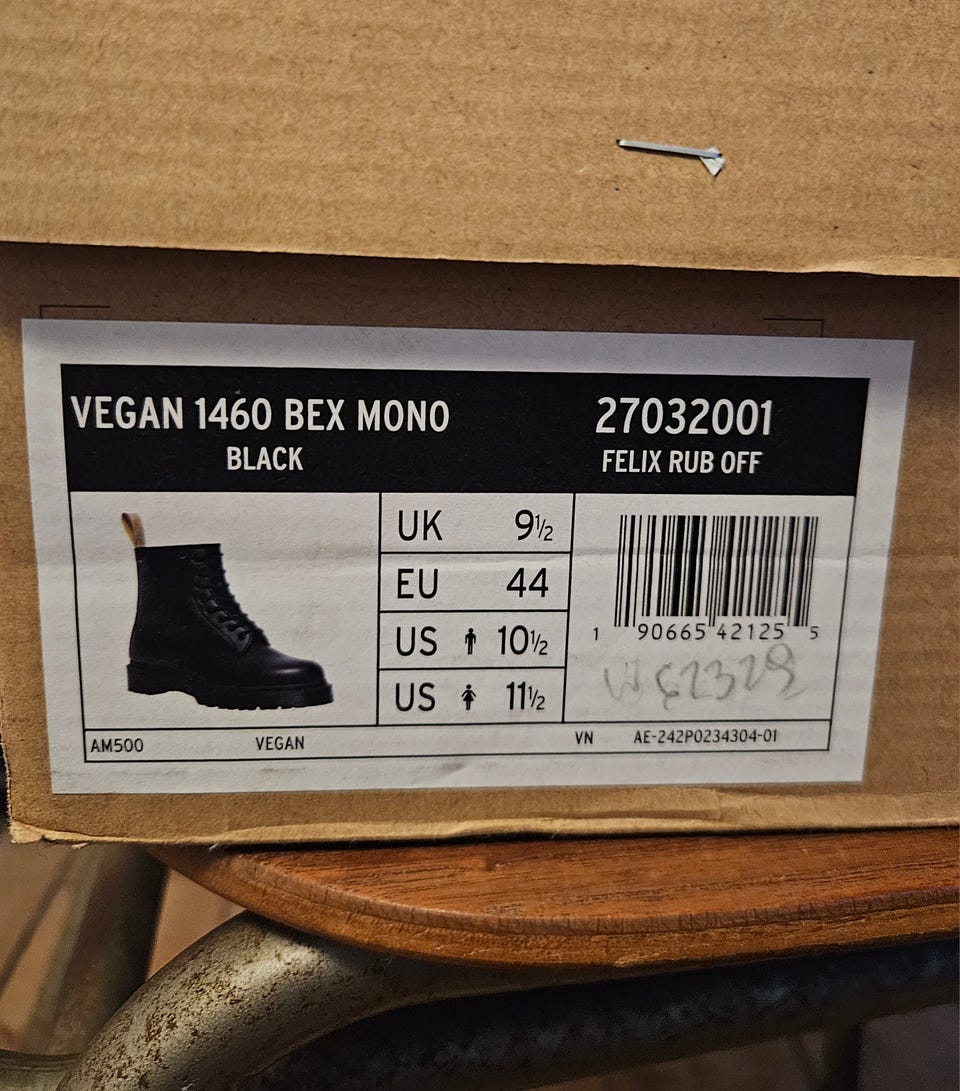 VEGAN 1460 BEX MONO
BLACK
27032001
FELIX RUB OFF
UK 9½
EU 44
US 10½
US 11½
1 90665 42125 5
AM500 VEGAN VN AE-242P0234304-01